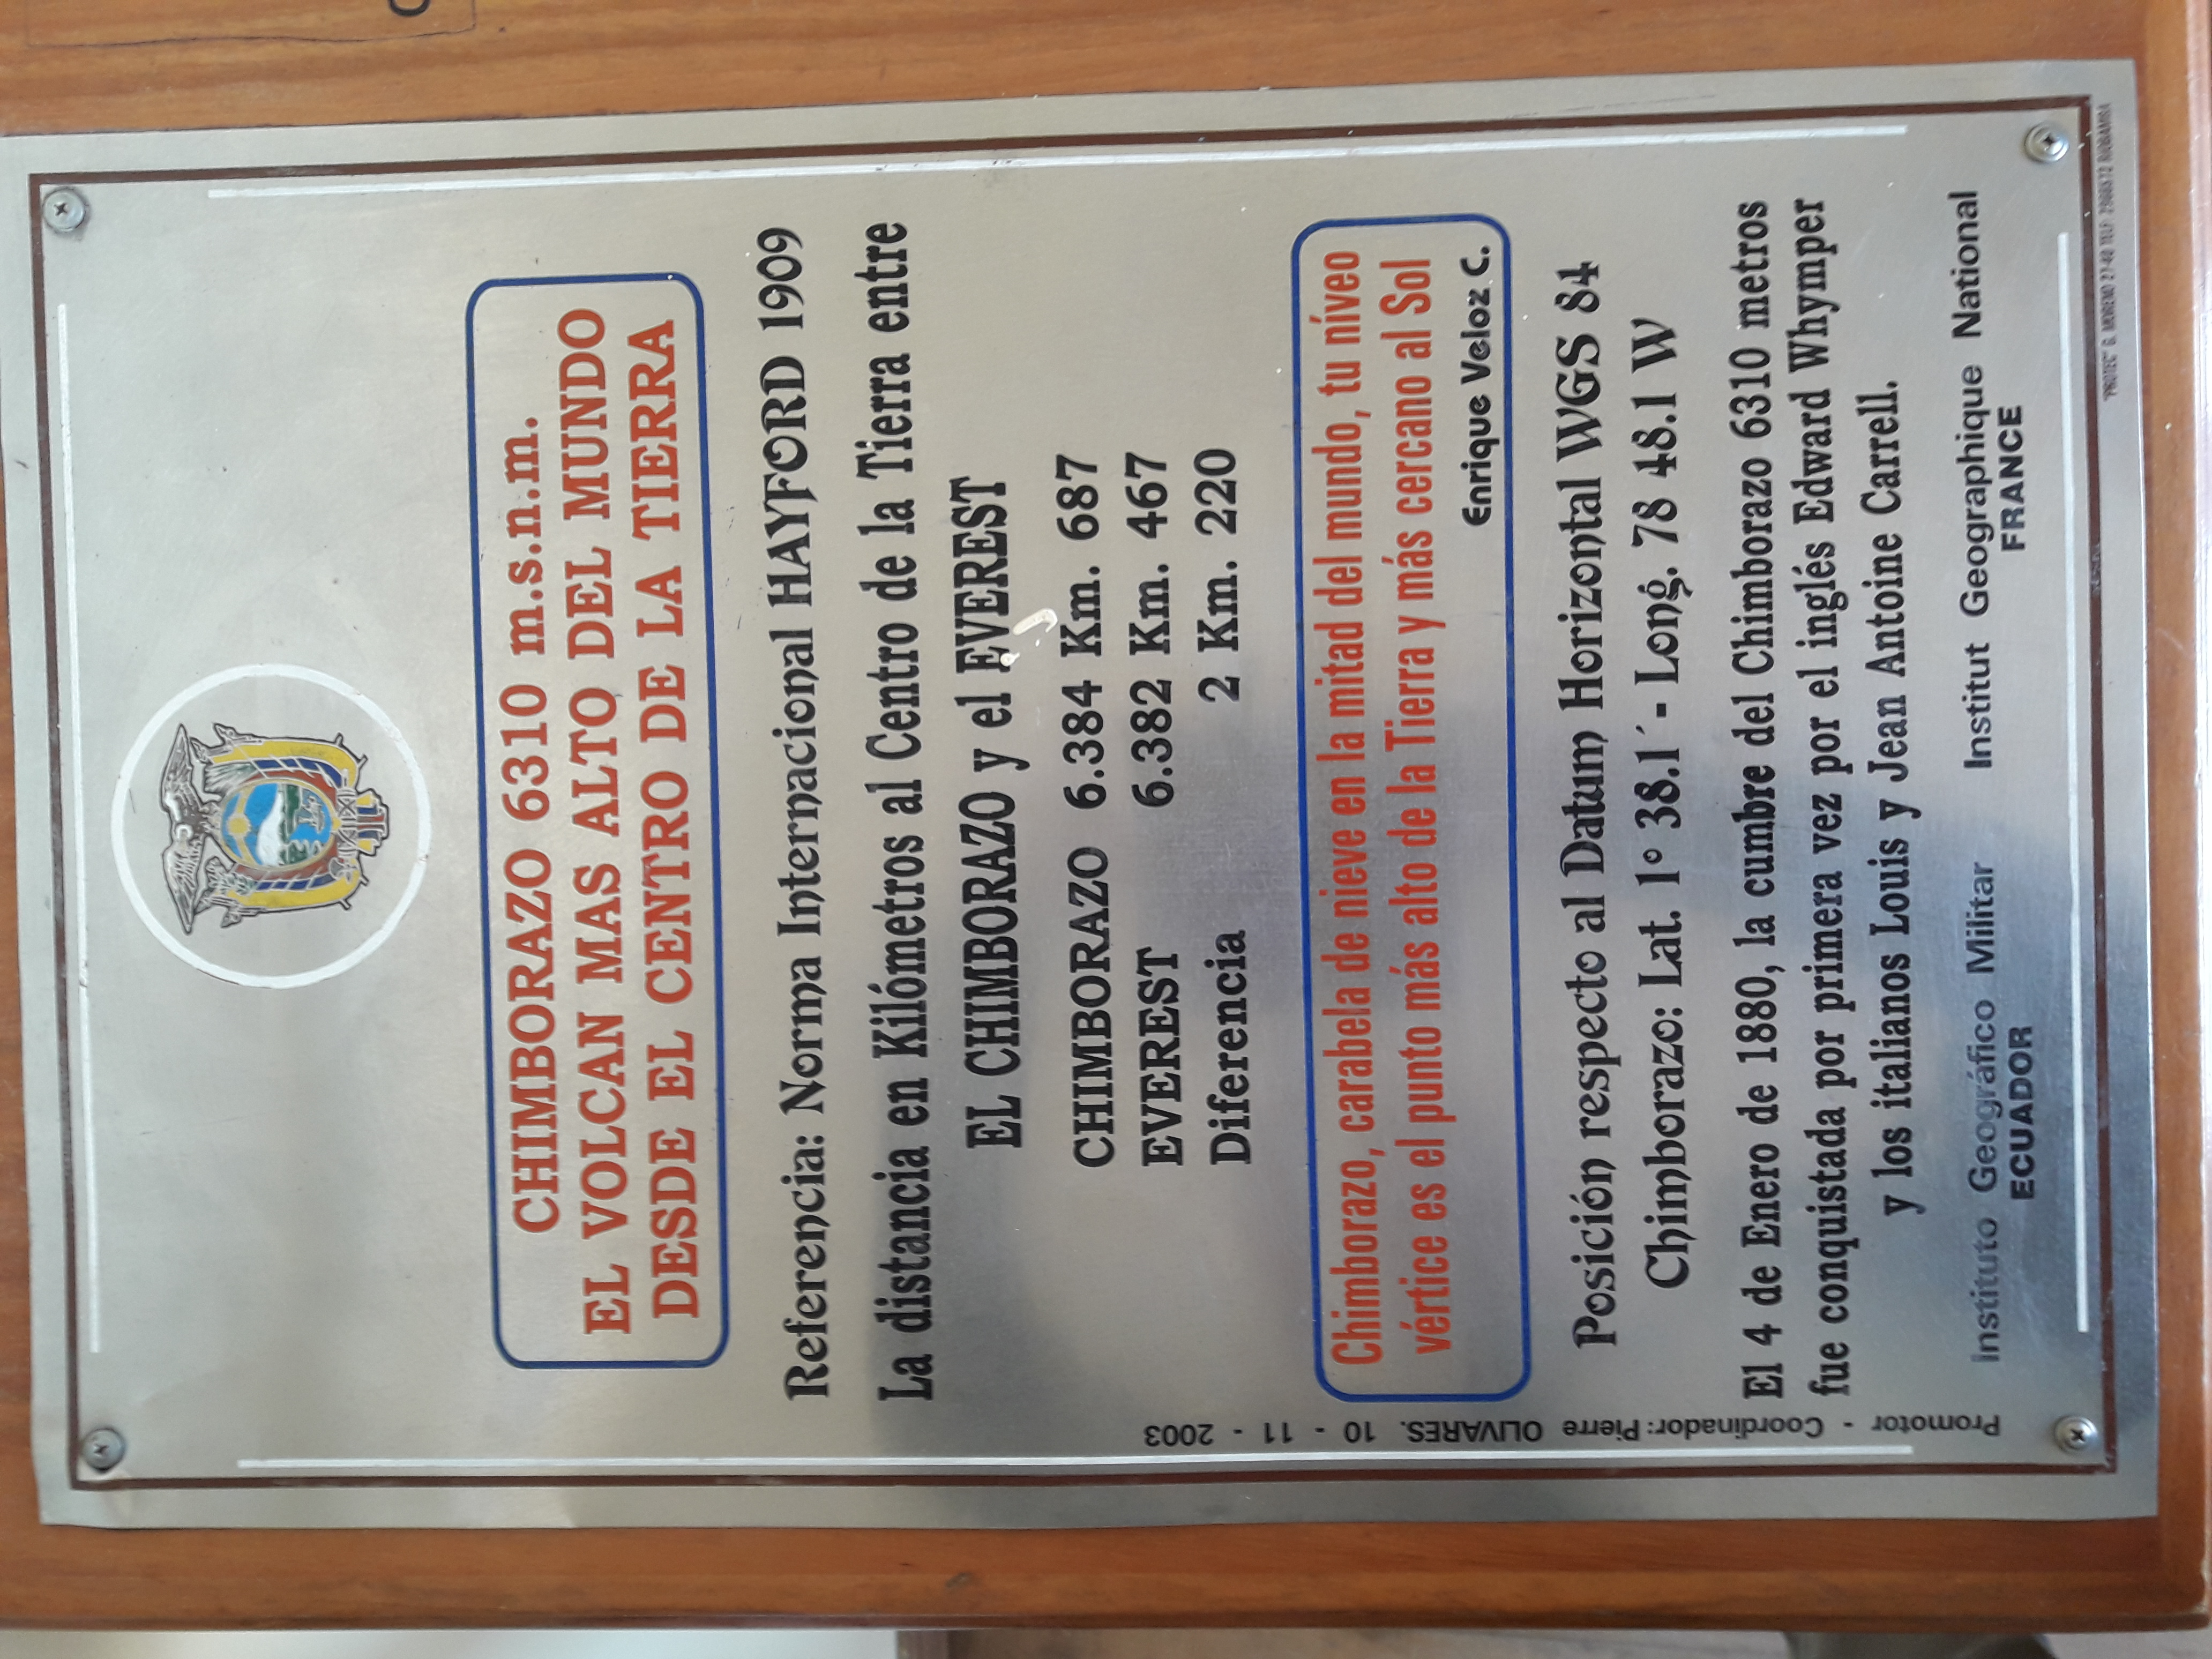 CHIMBORAZO 6310 m.s.n.m.
EL VOLCAN MAS ALTO DEL MUNDO
DESDE EL CENTRO DE LA TIERRA
Referencia: Norma Internacional HAYFORD 1909
La distancia en Kilómetros al Centro de la Tierra entre
EL CHIMBORAZO y el EVEREST
CHIMBORAZO 6.384 Km. 687
EVEREST 6.382 Km. 467
Diferencia 2 Km. 220
Chimborazo, carabela de nieve en la mitad del mundo, tu níveo
vértice es el punto más alto de la Tierra y más cercano al Sol
Enrique Veloz C.
Posición respecto al Datum Horizontal WGS 84
Chimborazo: Lat. 1° 38.1´ - Long. 78 48.1 W
El 4 de Enero de 1880, la cumbre del Chimborazo 6310 metros
fue conquistada por primera vez por el inglés Edward Whymper
y los italianos Louis y Jean Antoine Carrell.
Instituto Geográfico Militar Institut Geographique National
ECUADOR FRANCE
Promotor - Coordinador: Pierre OLIVARES. 10 - 11 - 2003
"PROTEC" G. MORENO 27-40 TELF: RIOBAMBA